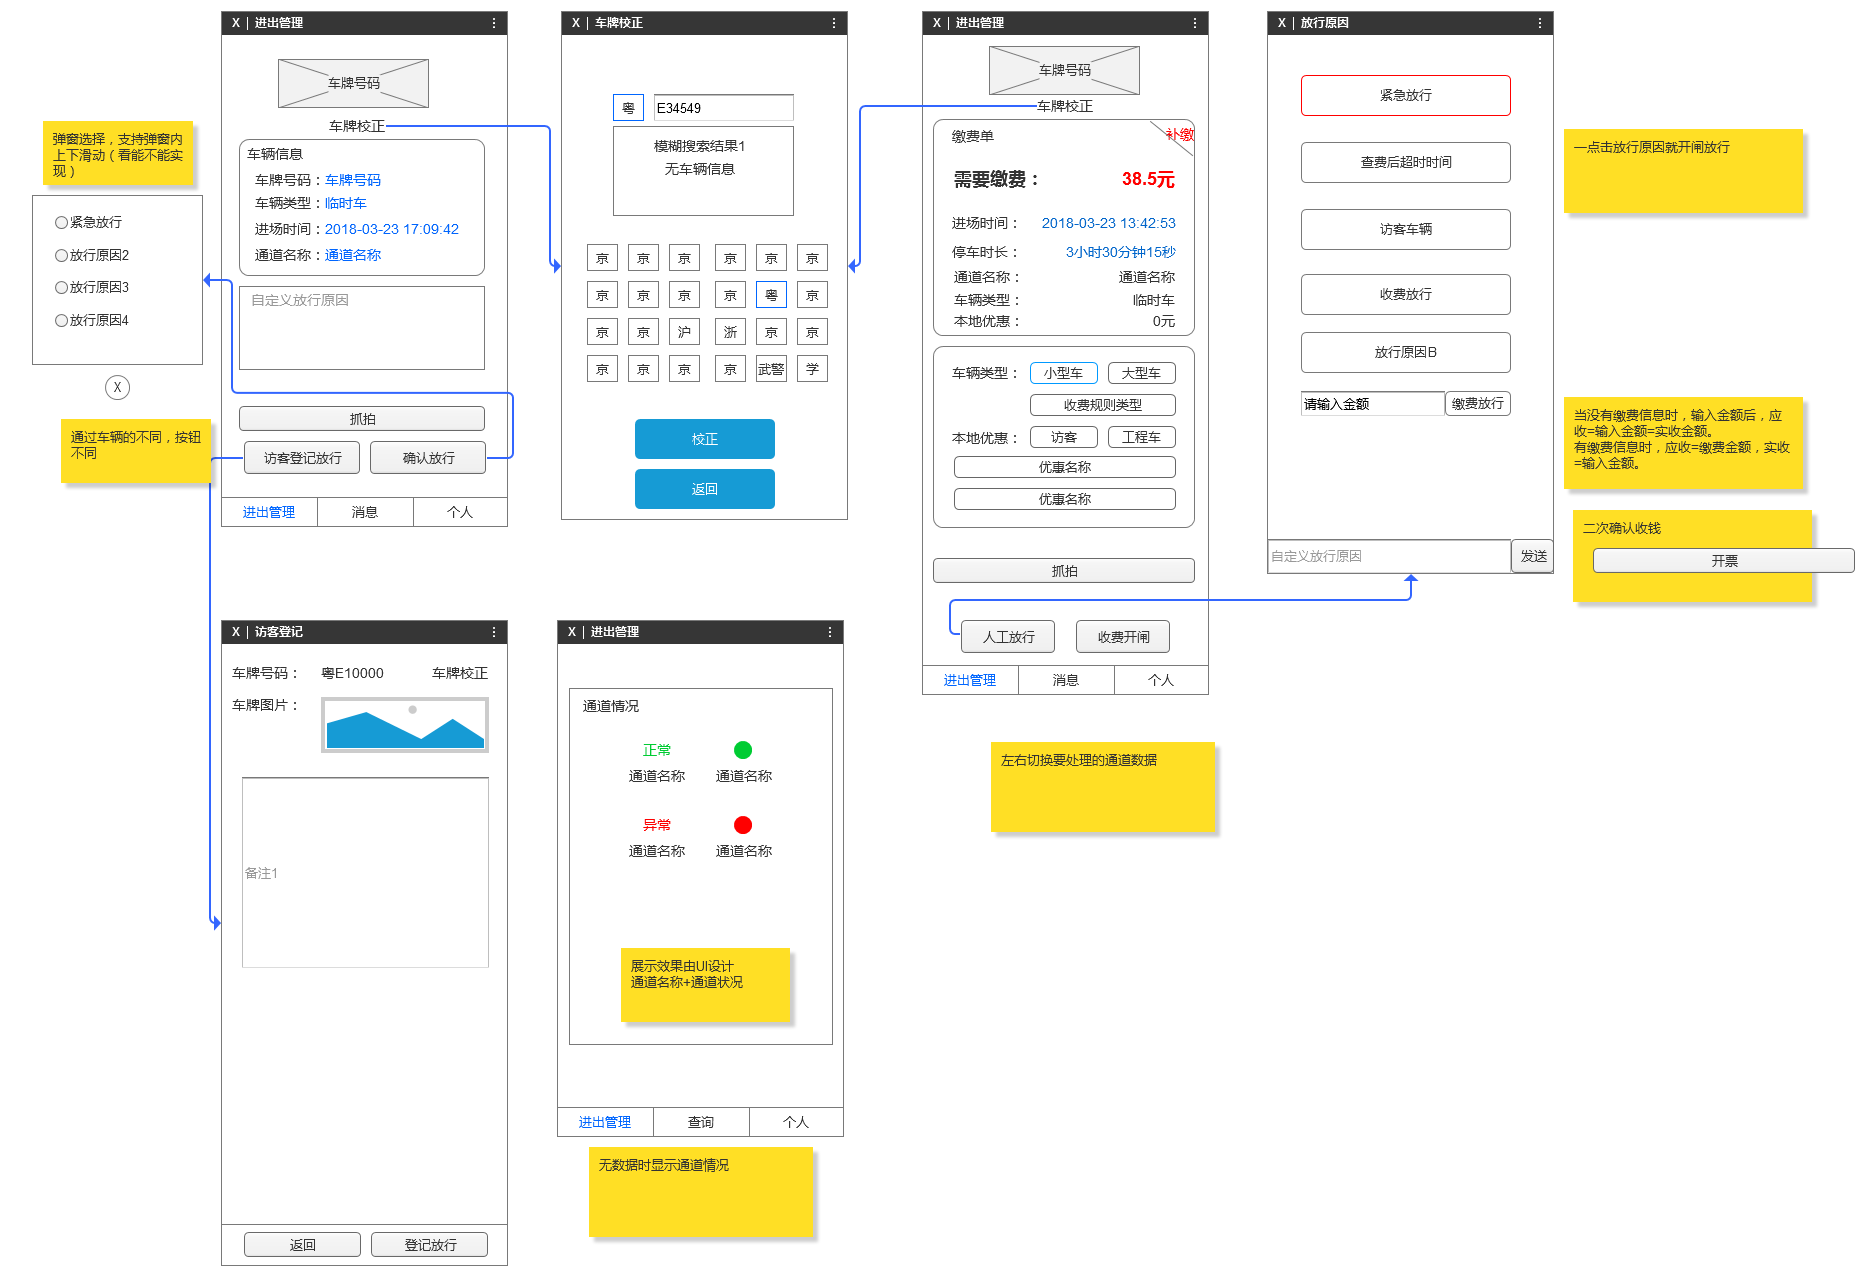 X | 进出管理
车牌号码
车牌校正
车辆信息
车牌号码：车牌号码
车辆类型：临时车
进场时间：2018-03-23 17:09:42
通道名称：通道名称
自定义放行原因
抓拍
访客登记放行 确认放行
进出管理 消息 个人
弹窗选择，支持弹窗内
上下滑动（看能不能实
现）
紧急放行
放行原因2
放行原因3
放行原因4
X
通过车辆的不同，按钮
不同
X | 车牌校正
粤 E34549
模糊搜索结果1
无车辆信息
京 京 京 京 京 京
京 京 京 京 粤 京
京 京 沪 浙 京 京
京 京 京 京 武警 学
校正
返回
X | 进出管理
车牌号码
车牌校正
缴费单 补缴
需要缴费： 38.5元
进场时间： 2018-03-23 13:42:53
停车时长： 3小时30分钟15秒
通道名称： 通道名称
车辆类型： 临时车
本地优惠： 0元
车辆类型： 小型车 大型车
收费规则类型
本地优惠： 访客 工程车
优惠名称
优惠名称
抓拍
人工放行 收费开闸
进出管理 消息 个人
左右切换要处理的通道数据
X | 放行原因
紧急放行
查费后超时时间
访客车辆
收费放行
放行原因B
请输入金额 缴费放行
自定义放行原因 发送
一点击放行原因就开闸放行
当没有缴费信息时，输入金额后，应
收=输入金额=实收金额。
有缴费信息时，应收=缴费金额，实收
=输入金额。
二次确认收钱
开票
X | 访客登记
车牌号码： 粤E10000 车牌校正
车牌图片：
备注1
返回 登记放行
X | 进出管理
通道情况
正常
通道名称 通道名称
异常
通道名称 通道名称
展示效果由UI设计
通道名称+通道状况
进出管理 查询 个人
无数据时显示通道情况